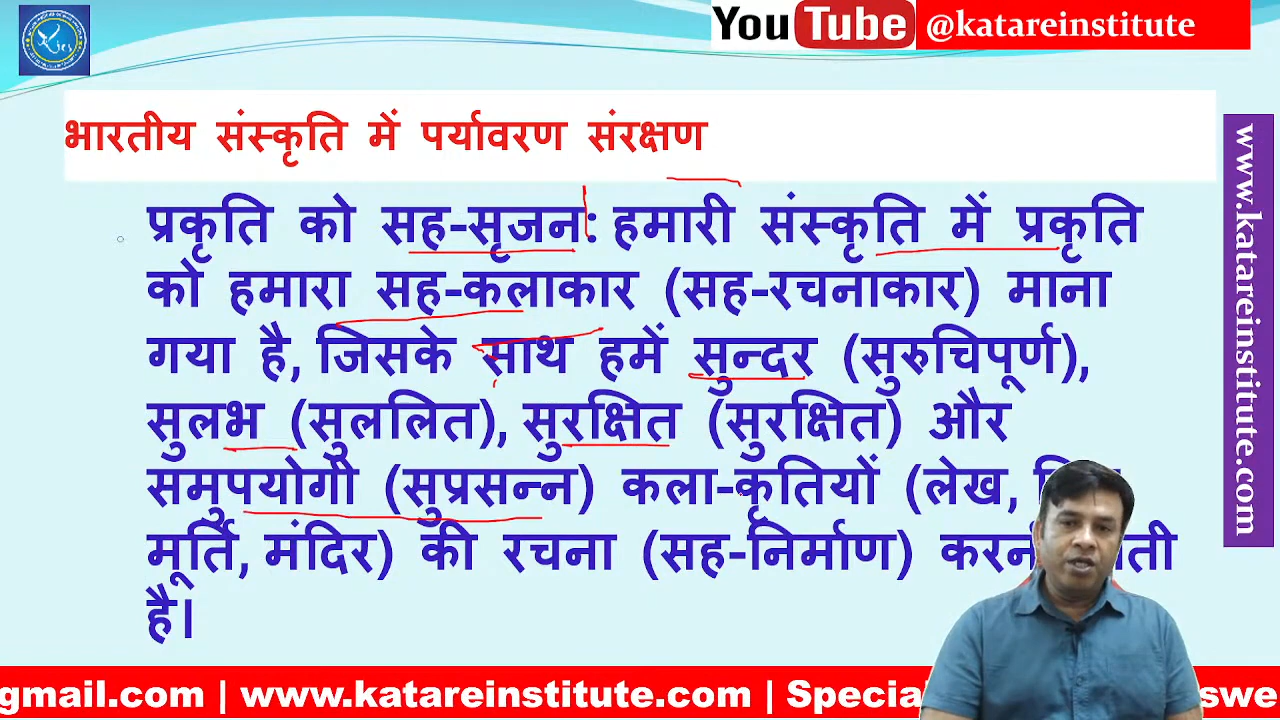 YouTube @katareinstitute
भारतीय संस्कृति में पर्यावरण संरक्षण
प्रकृति को सह-सृजन: हमारी संस्कृति में प्रकृति
को हमारा सह-कलाकार (सह-रचनाकार) माना
गया है, जिसके साथ हमें सुन्दर (सुरुचिपूर्ण),
सुलभ (सुललित), सुरक्षित (सुरक्षित) और
समुपयोगी (सुप्रसन्न) कला-कृतियों (लेख,
मूर्ति, मंदिर) की रचना (सह-निर्माण)
है।
www.katareinstitute.com
gmail.com | www.katareinstitute.com |